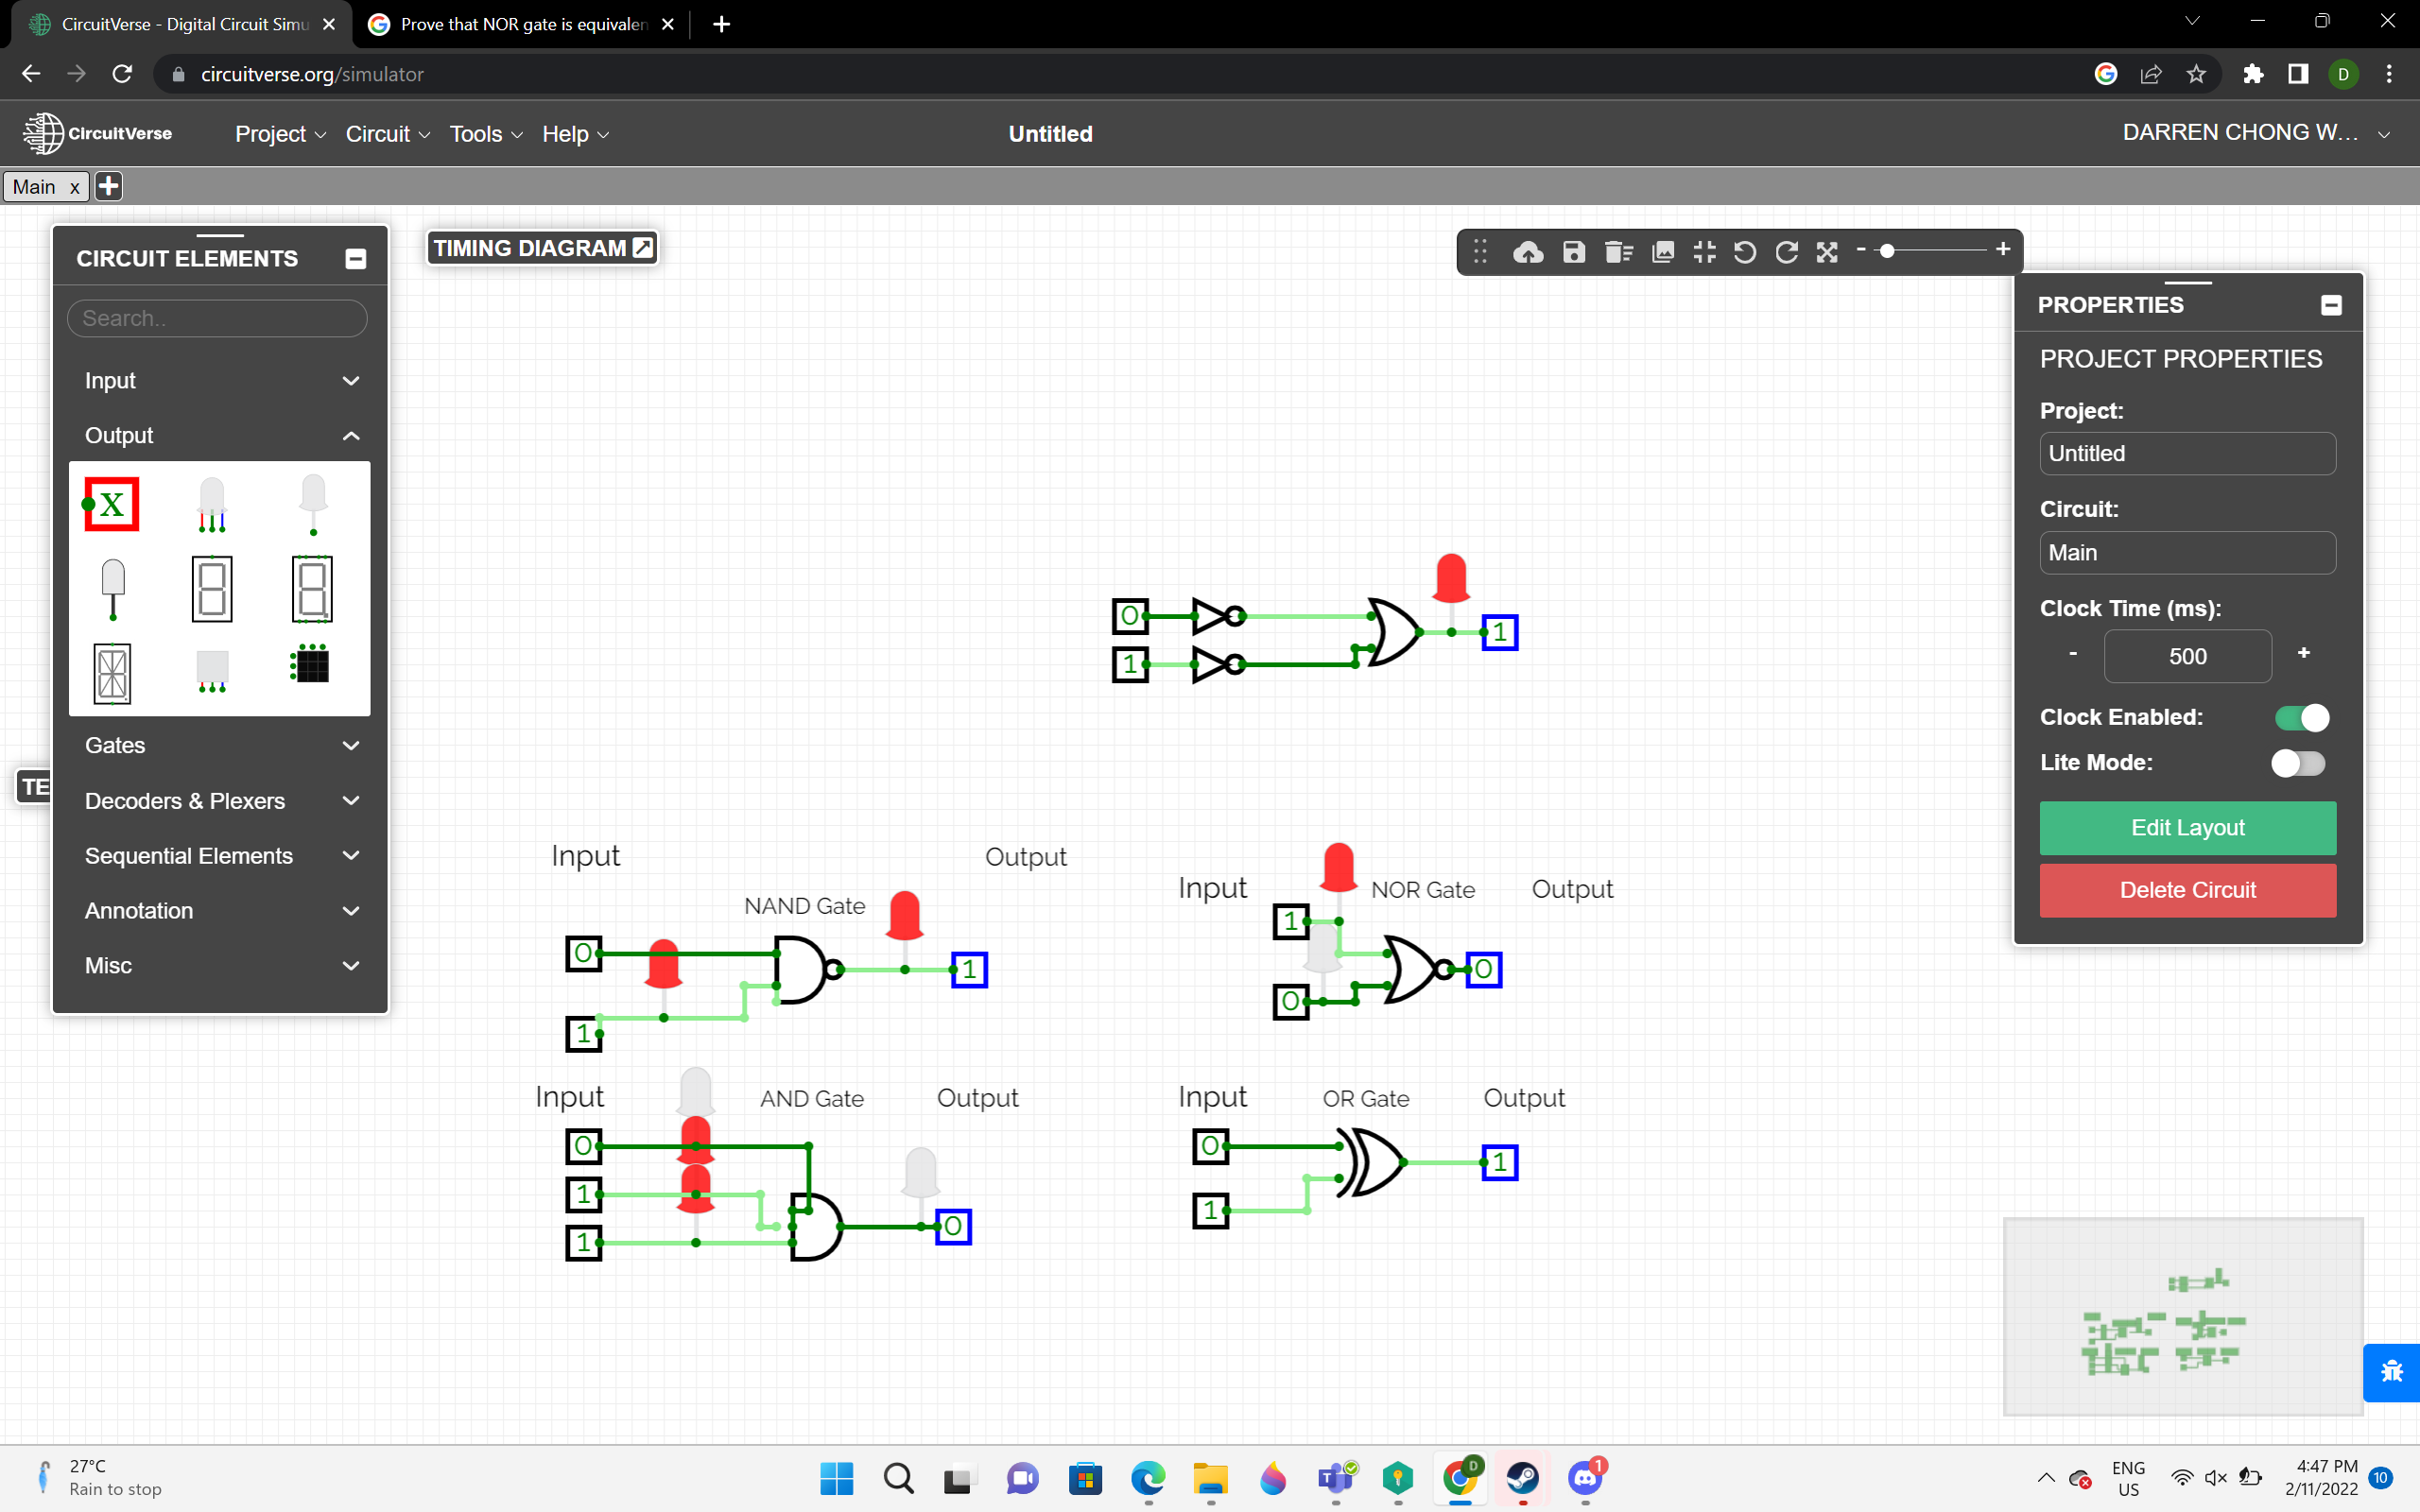 CircuitVerse - Digital Circuit Simu
Prove that NOR gate is equivalen
circuitverse.org/simulator
D
CircuitVerse
Project
Circuit
Tools
Help
Untitled
DARREN CHONG W...
Main x
CIRCUIT ELEMENTS
Search..
Input
Output
X
Gates
Decoders & Plexers
Sequential Elements
Annotation
Misc
TE
TIMING DIAGRAM
- +
PROPERTIES
PROJECT PROPERTIES
Project:
Untitled
Circuit:
Main
Clock Time (ms):
- 500 +
Clock Enabled:
Lite Mode:
Edit Layout
Delete Circuit
0
1
1
Input
Output
NAND Gate
0
1
1
Input
NOR Gate
Output
1
0
0
Input
AND Gate
Output
0
1
1
0
Input
OR Gate
Output
0
1
1
27°C
Rain to stop
T
D
1
ENG
US
4:47 PM
2/11/2022
10